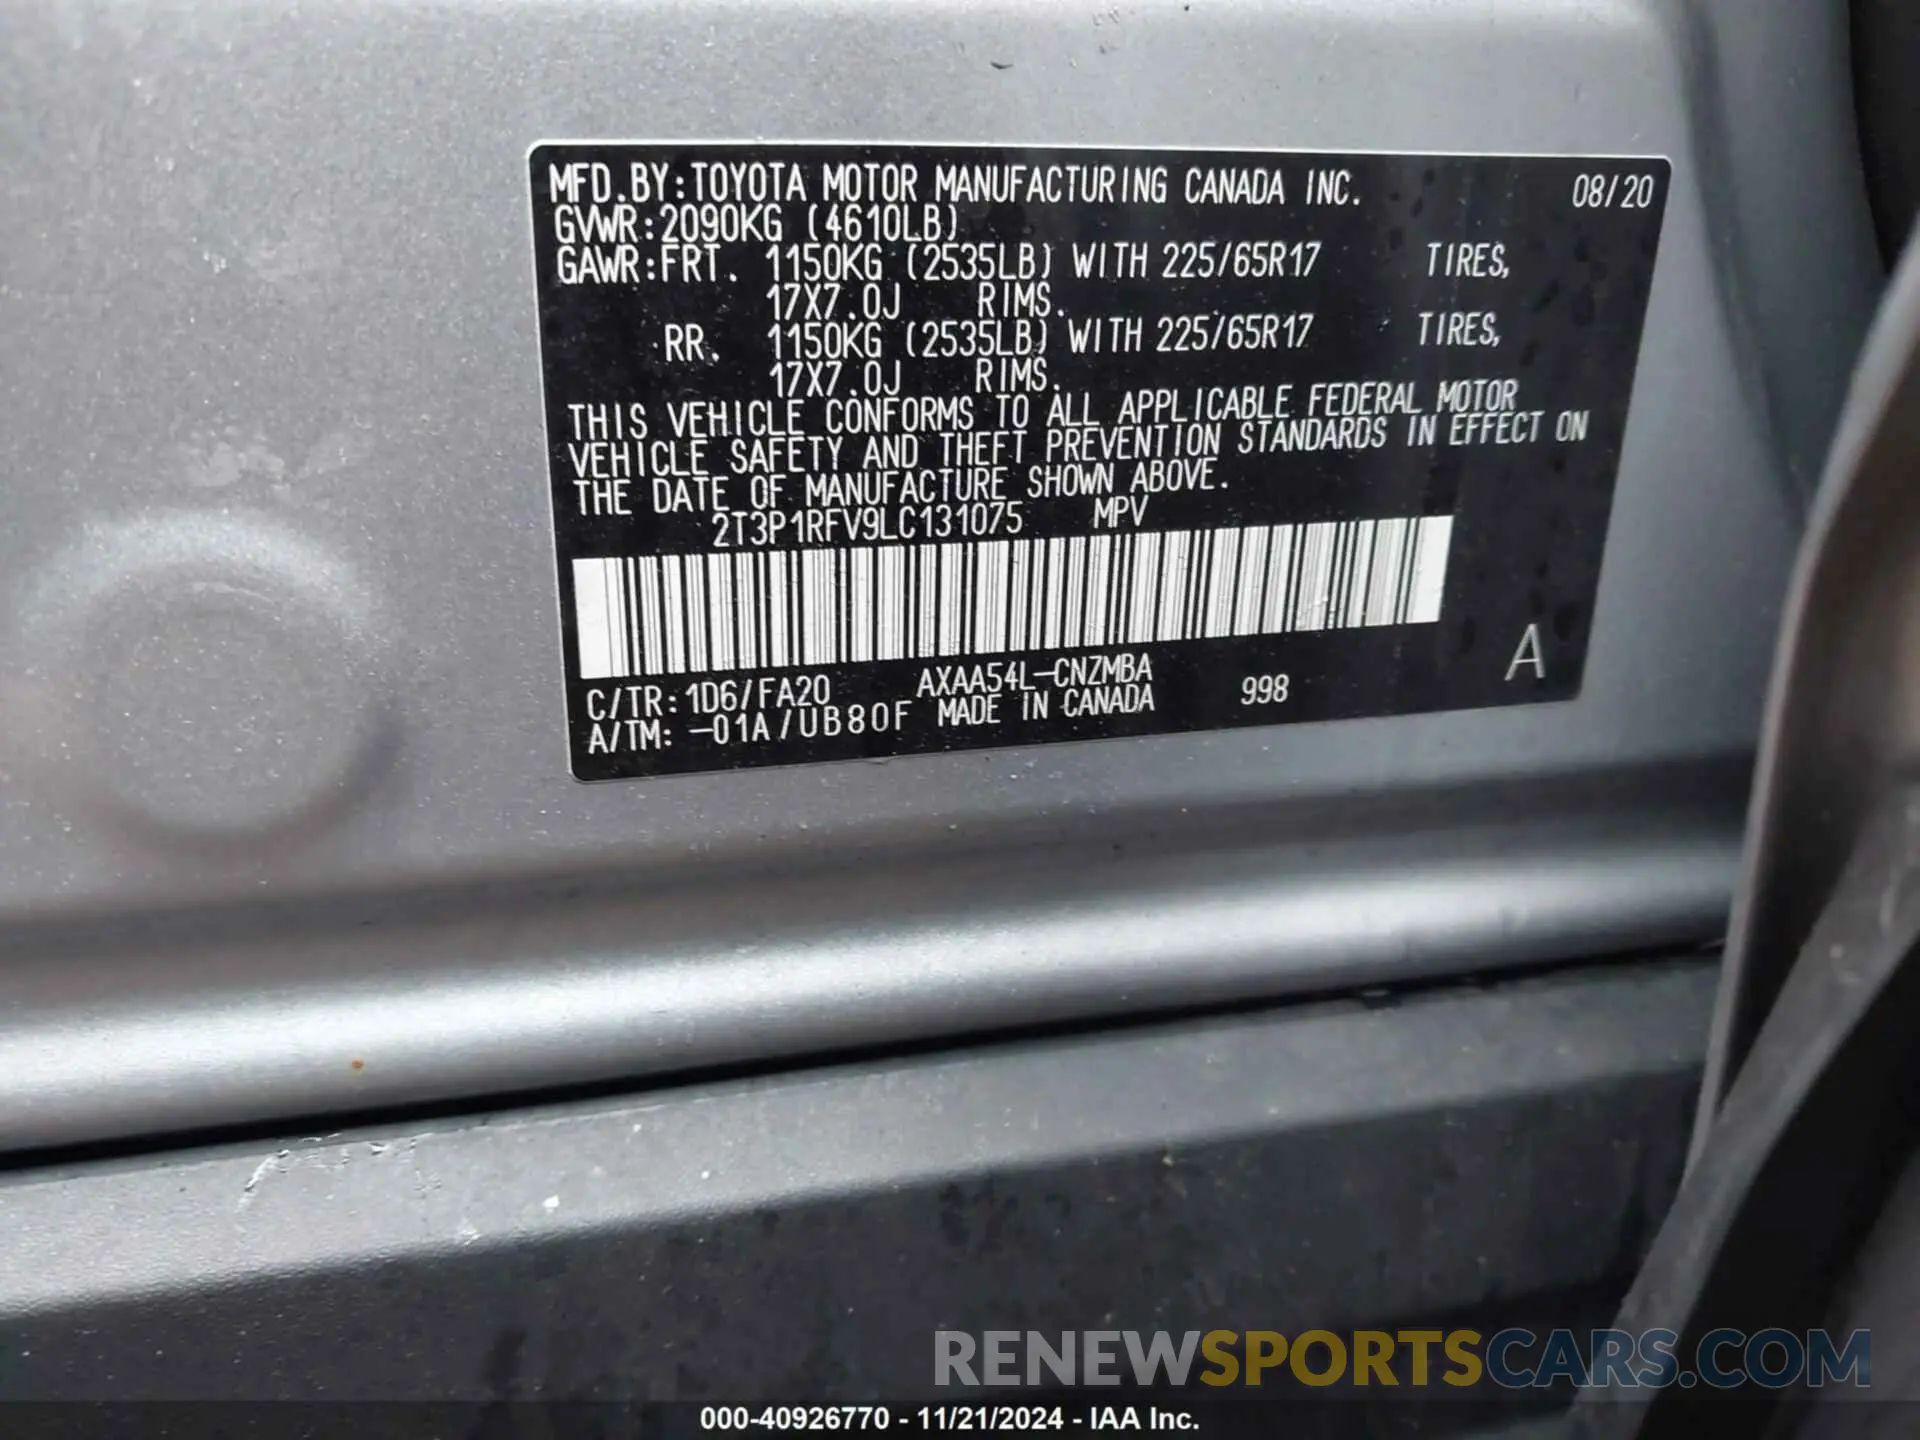 MFD.BY:TOYOTA MOTOR MANUFACTURING CANADA INC. 08/20
GVWR:2090KG (4610LB)
GAWR:FRT. 1150KG (2535LB) WITH 225/65R17 TIRES,
17X7.0J RIMS.
RR. 1150KG (2535LB) WITH 225/65R17 TIRES,
17X7.0J RIMS.
THIS VEHICLE CONFORMS TO ALL APPLICABLE FEDERAL MOTOR
VEHICLE SAFETY AND THEFT PREVENTION STANDARDS IN EFFECT ON
THE DATE OF MANUFACTURE SHOWN ABOVE.
2T3P1RFV9LC131075 MPV
C/TR:1D6/FA20 AXAA54L-CNZMBA 998 A
A/TM: -01A/UB80F MADE IN CANADA
RENEWSPORTSCARS.COM
000-40926770 - 11/21/2024 - IAA Inc.